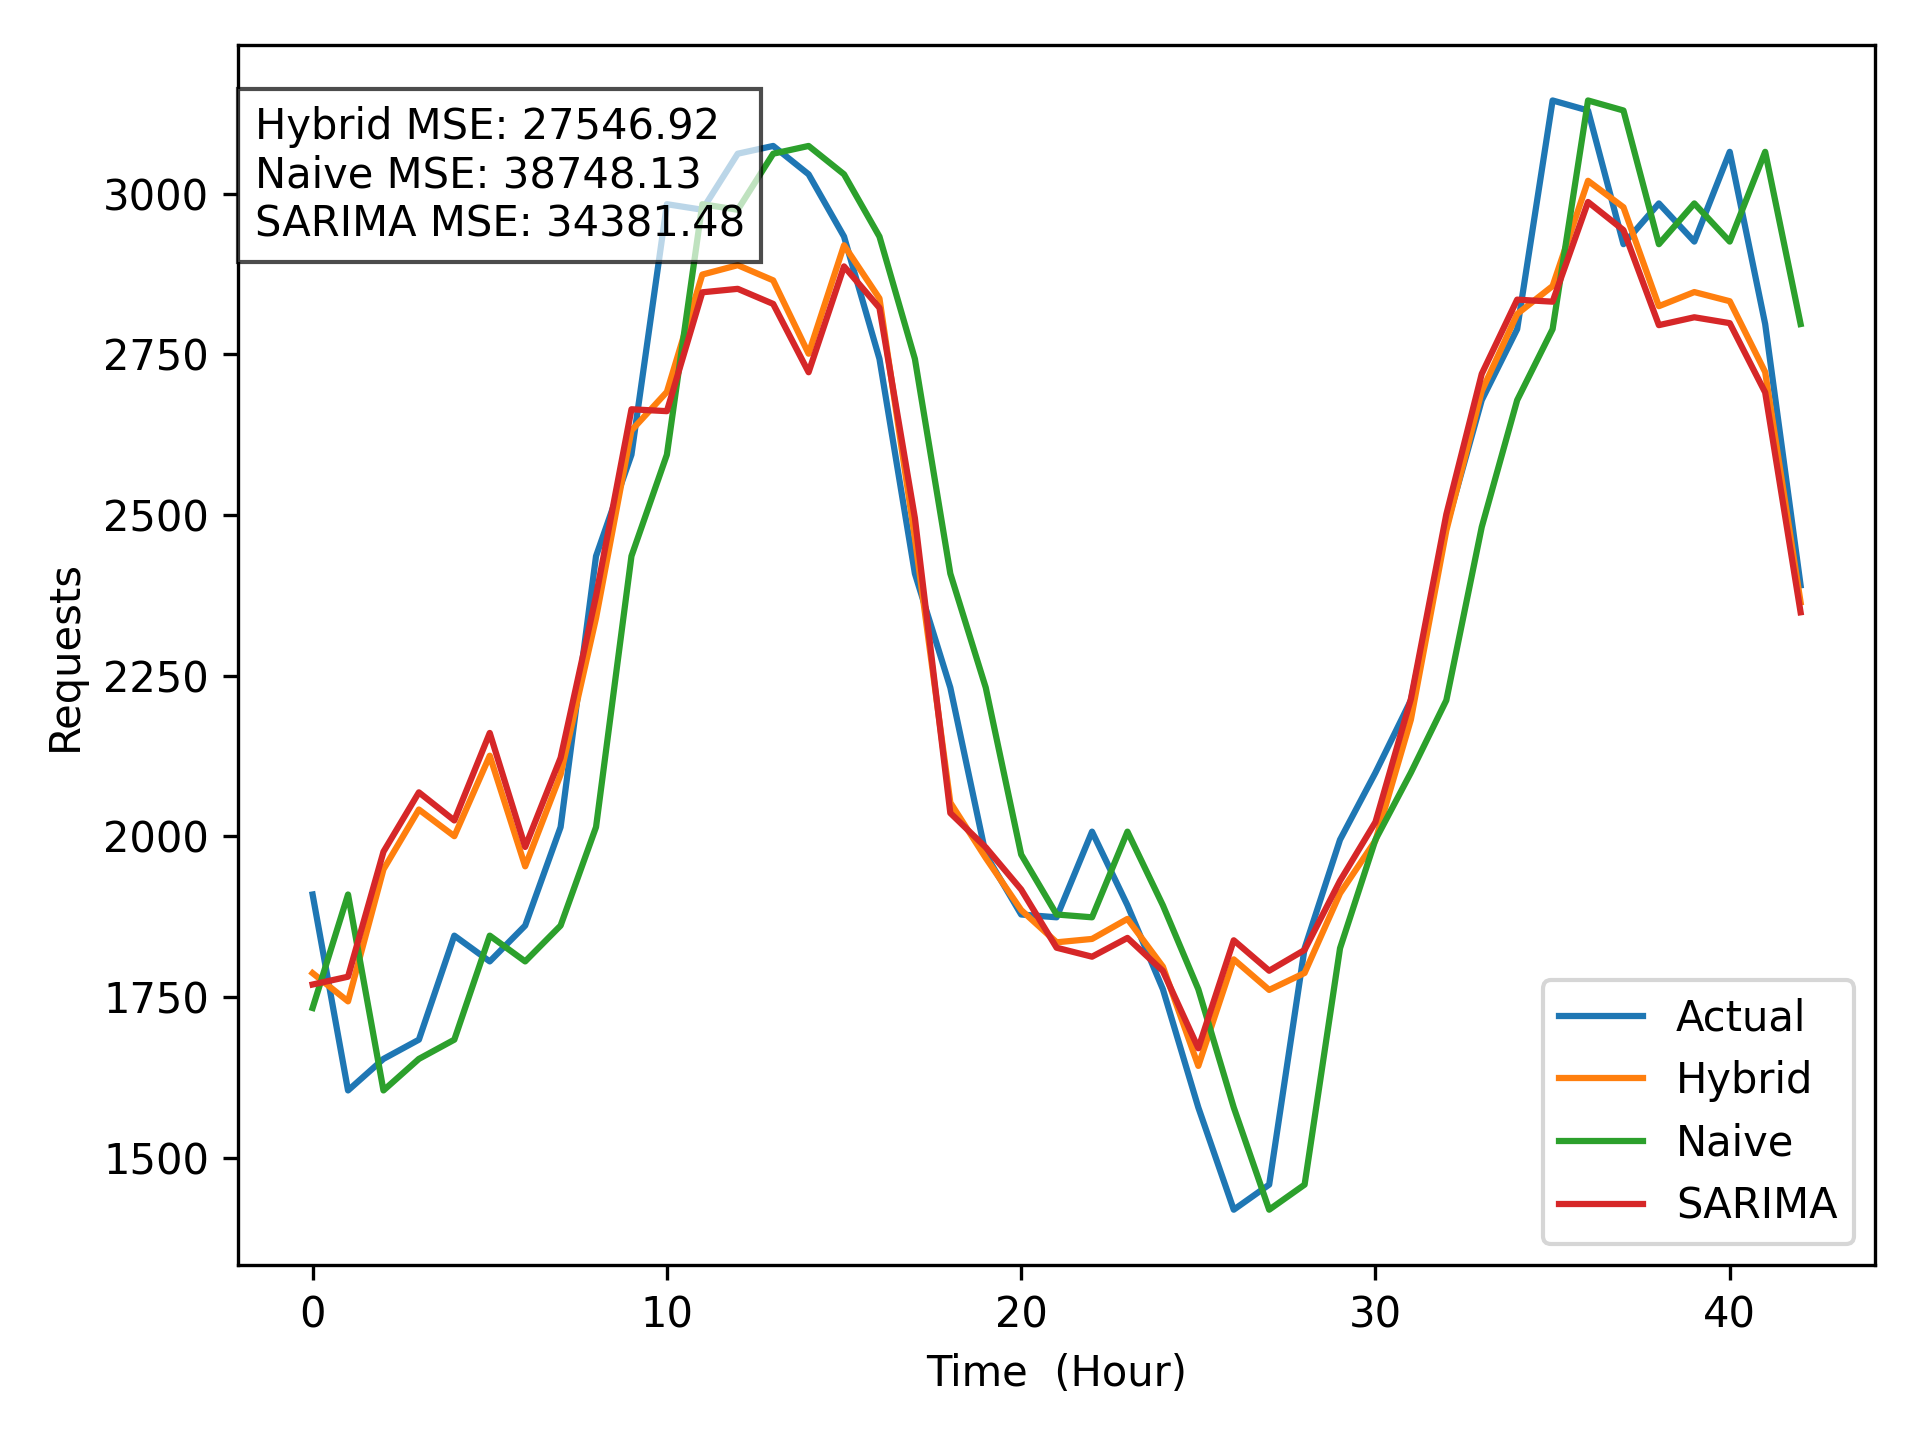 Hybrid MSE: 27546.92
Naive MSE: 38748.13
SARIMA MSE: 34381.48
3000
2750
2500
2250
2000
1750
1500
Requests
0 10 20 30 40
Time (Hour)
Actual
Hybrid
Naive
SARIMA